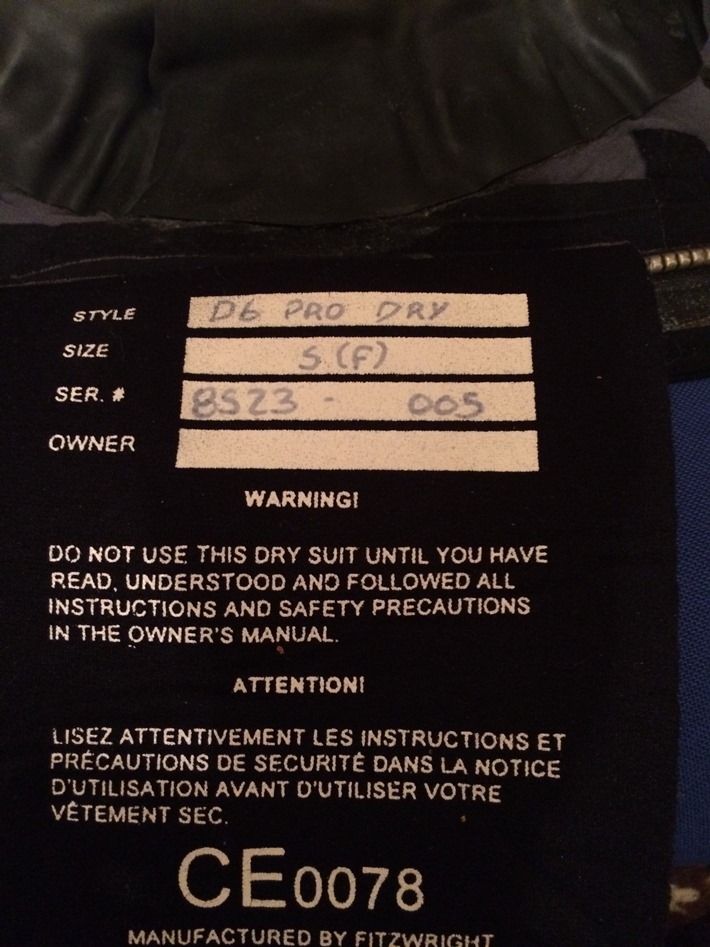 STYLE D6 PRO DRY
SIZE S (F)
SER. # 8S23 - 005
OWNER
WARNING!
DO NOT USE THIS DRY SUIT UNTIL YOU HAVE
READ, UNDERSTOOD AND FOLLOWED ALL
INSTRUCTIONS AND SAFETY PRECAUTIONS
IN THE OWNER'S MANUAL.
ATTENTION!
LISEZ ATTENTIVEMENT LES INSTRUCTIONS ET
PRÉCAUTIONS DE SECURITÉ DANS LA NOTICE
D'UTILISATION AVANT D'UTILISER VOTRE
VÊTEMENT SEC.
CE0078
MANUFACTURED BY FITZWRIGHT